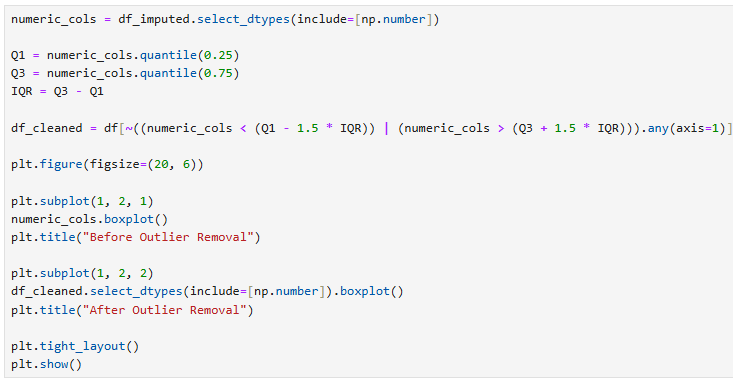 numeric_cols = df_imputed.select_dtypes(include=[np.number])
Q1 = numeric_cols.quantile(0.25)
Q3 = numeric_cols.quantile(0.75)
IQR = Q3 - Q1
df_cleaned = df[~((numeric_cols < (Q1 - 1.5 * IQR)) | (numeric_cols > (Q3 + 1.5 * IQR))).any(axis=1)]
plt.figure(figsize=(20, 6))
plt.subplot(1, 2, 1)
numeric_cols.boxplot()
plt.title("Before Outlier Removal")
plt.subplot(1, 2, 2)
df_cleaned.select_dtypes(include=[np.number]).boxplot()
plt.title("After Outlier Removal")
plt.tight_layout()
plt.show()